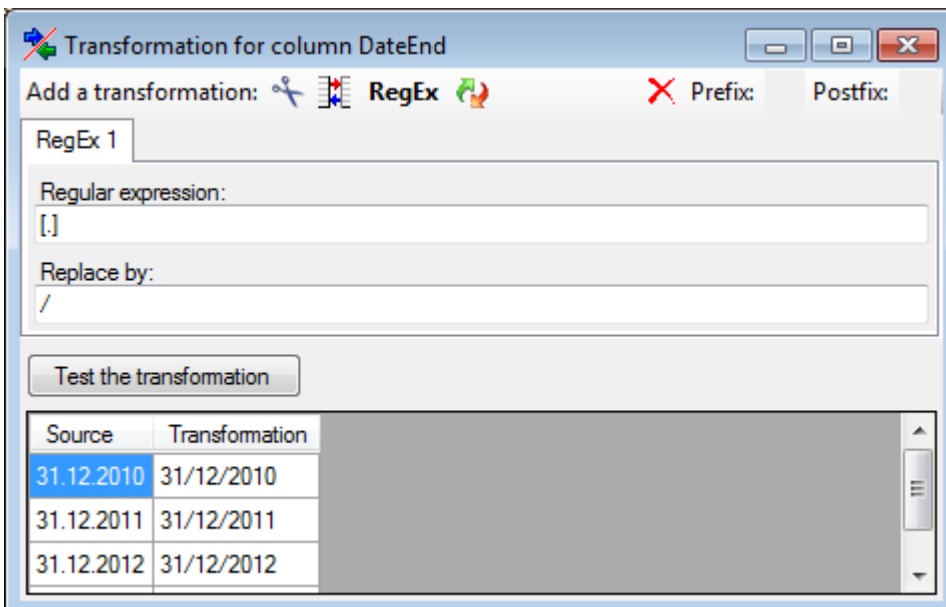 Transformation for column DateEnd
Add a transformation: RegEx Prefix: Postfix:
RegEx 1
Regular expression:
[.]
Replace by:
/
Test the transformation
Source Transformation
31.12.2010 31/12/2010
31.12.2011 31/12/2011
31.12.2012 31/12/2012